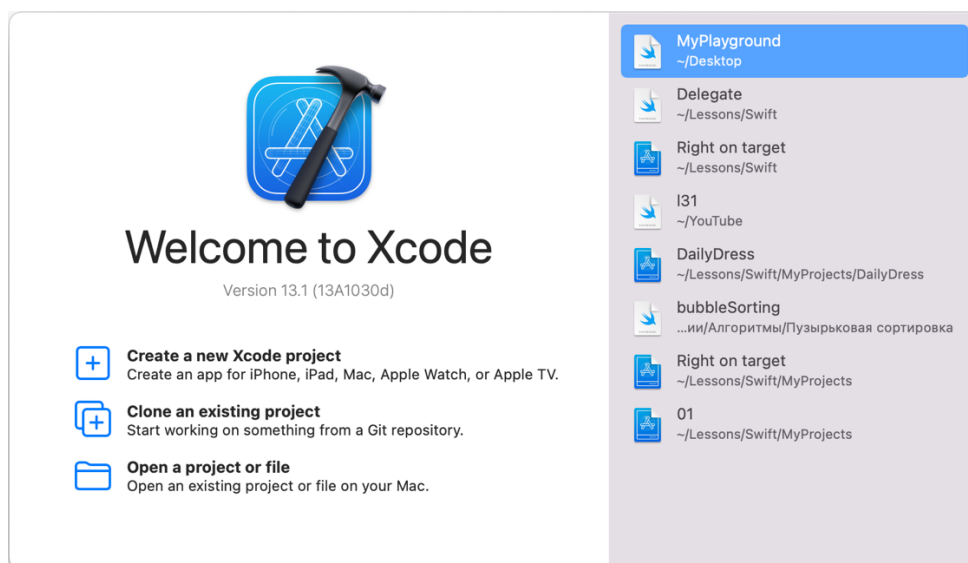 Welcome to Xcode
Version 13.1 (13A1030d)
Create a new Xcode project
Create an app for iPhone, iPad, Mac, Apple Watch, or Apple TV.
Clone an existing project
Start working on something from a Git repository.
Open a project or file
Open an existing project or file on your Mac.
MyPlayground
~/Desktop
Delegate
~/Lessons/Swift
Right on target
~/Lessons/Swift
l31
~/YouTube
DailyDress
~/Lessons/Swift/MyProjects/DailyDress
bubbleSorting
...ии/Алгоритмы/Пузырьковая сортировка
Right on target
~/Lessons/Swift/MyProjects
01
~/Lessons/Swift/MyProjects